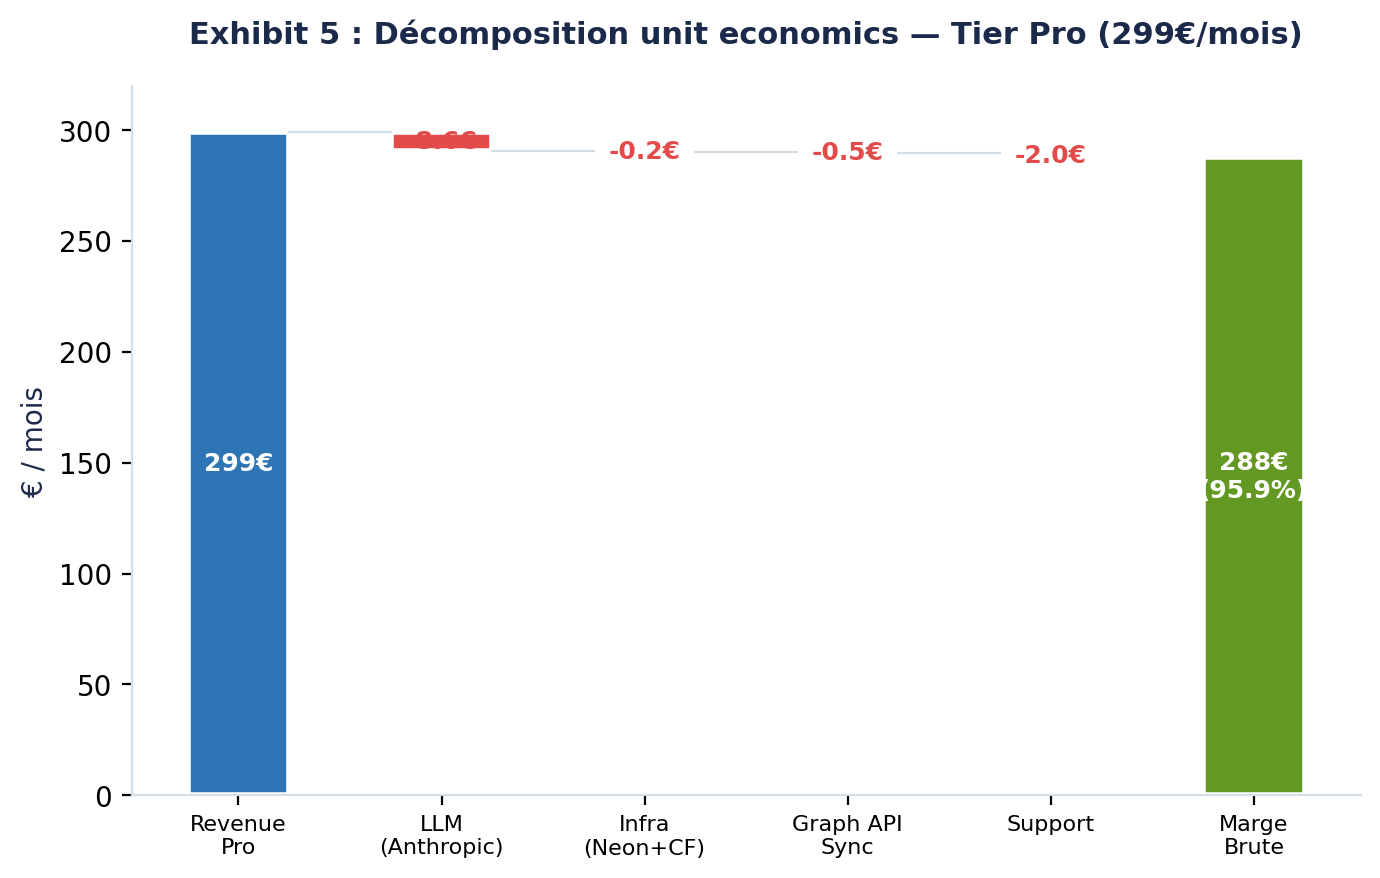 Exhibit 5 : Décomposition unit economics — Tier Pro (299€/mois)
€ / mois
300
250
200
150
100
50
0
299€
-0.2€
-0.5€
-2.0€
288€
(95.9%)
Revenue
Pro
LLM
(Anthropic)
Infra
(Neon+CF)
Graph API
Sync
Support
Marge
Brute